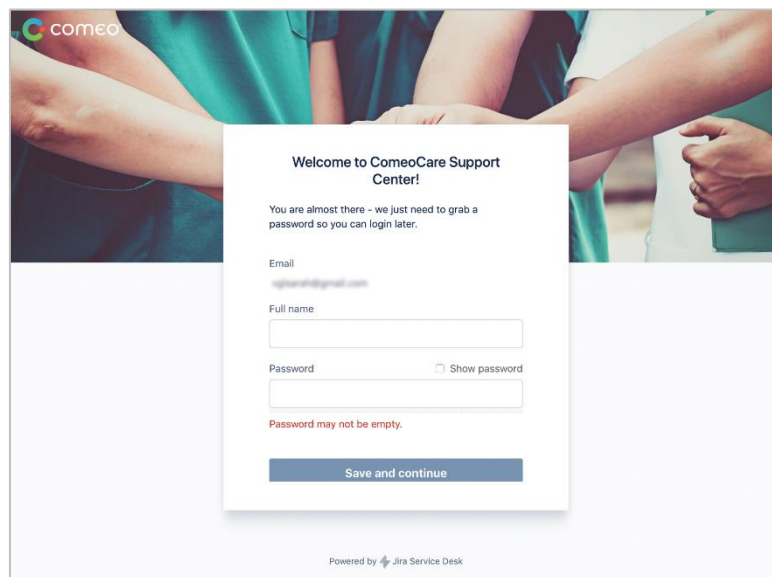 comeo
Welcome to ComeoCare Support
Center!
You are almost there - we just need to grab a
password so you can login later.
Email
Full name
Password
Show password
Password may not be empty.
Save and continue
Powered by Jira Service Desk